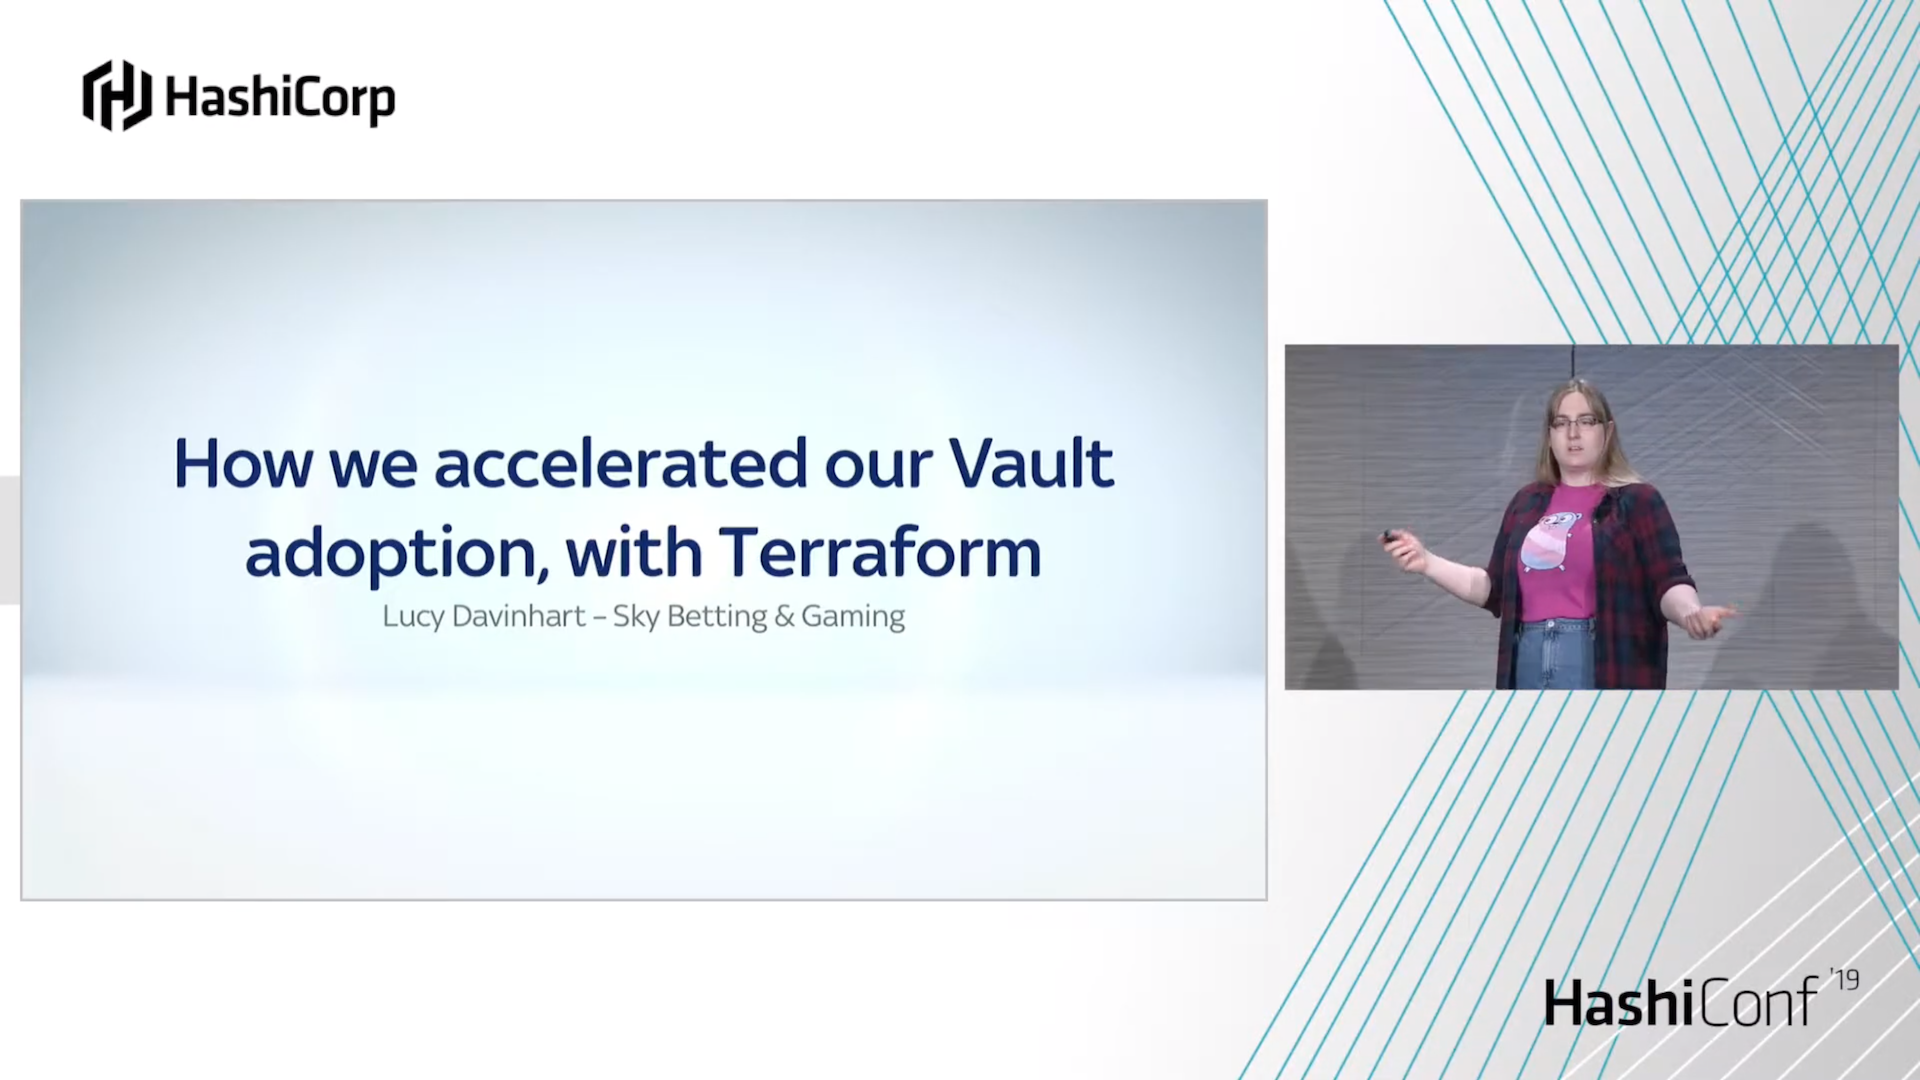 HashiCorp
How we accelerated our Vault
adoption, with Terraform
Lucy Davinhart – Sky Betting & Gaming
HashiConf '19